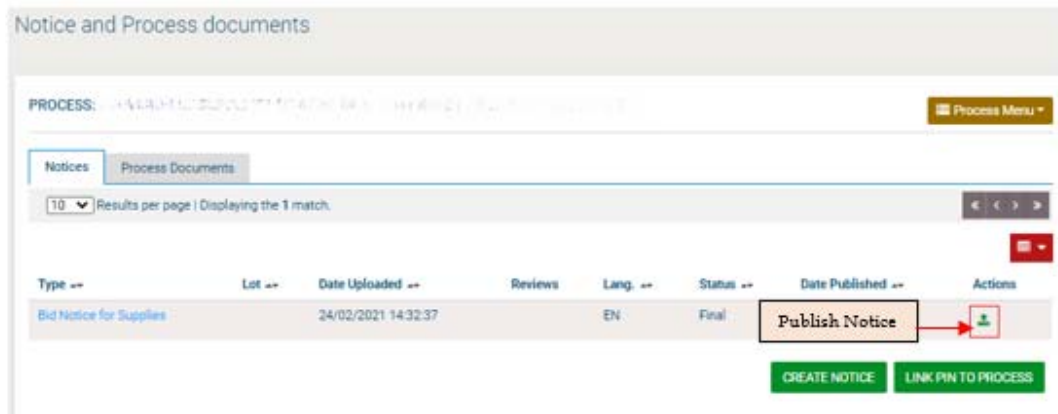 Notice and Process documents
PROCESS:
Process Menu
Notices Process Documents
10 Results per page | Displaying the 1 match.
Type Lot Date Uploaded Reviews Lang. Status Date Published Actions
Bid Notice for Supplies 24/02/2021 14:32:37 EN Final Publish Notice
CREATE NOTICE LINK PIN TO PROCESS